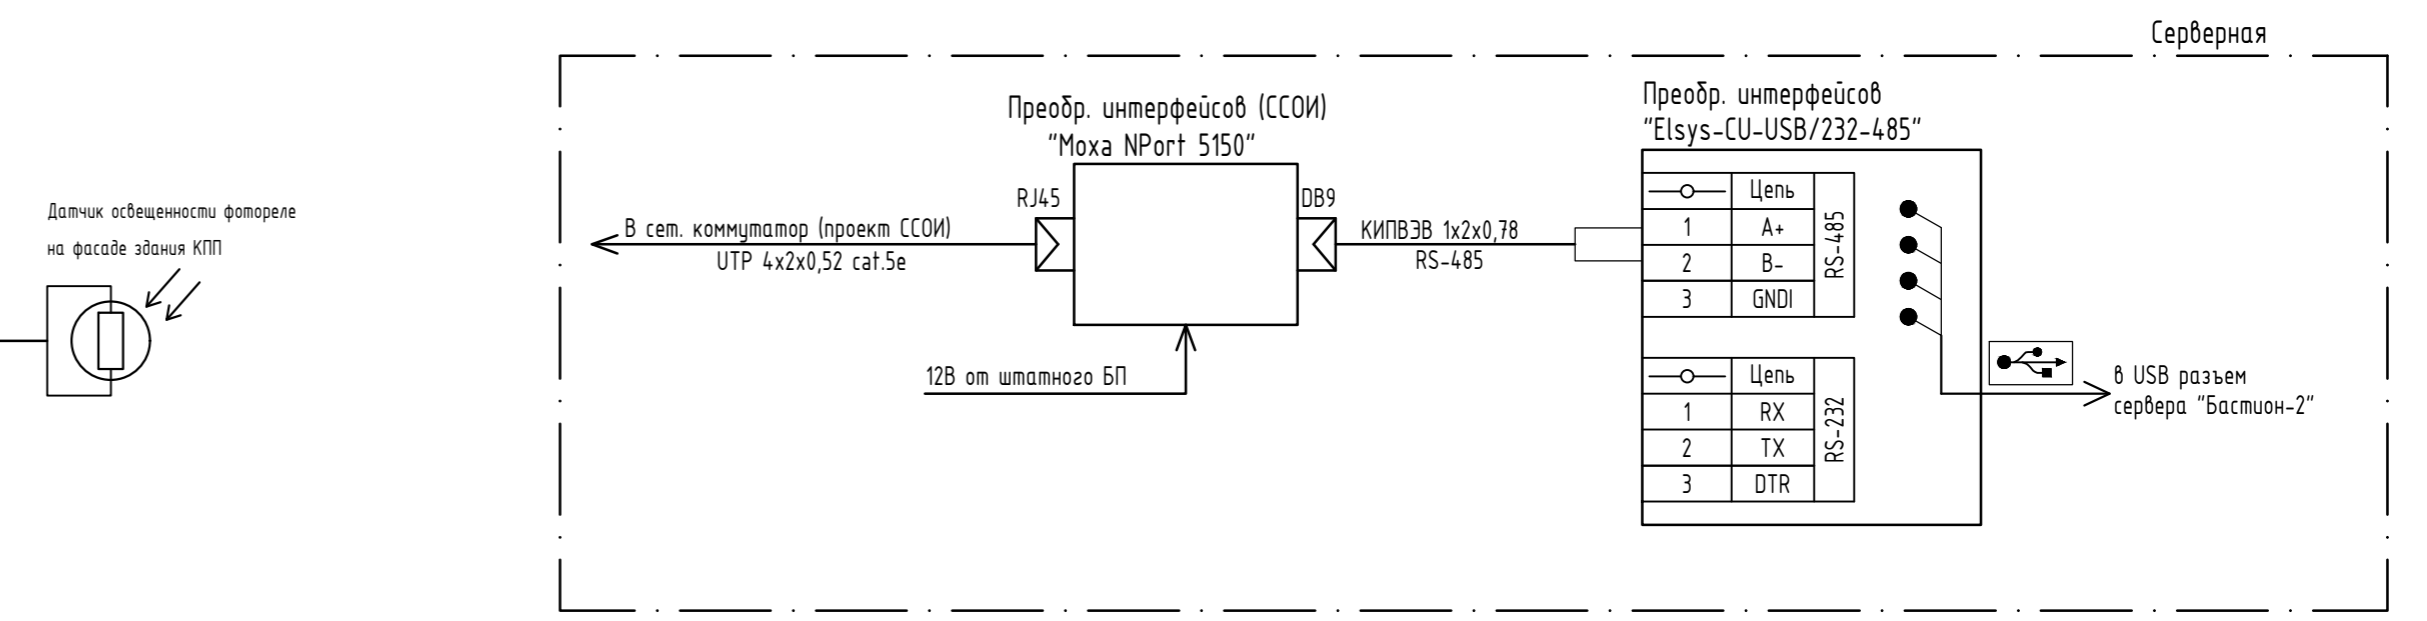 Серверная
Преобр. интерфейсов (ССОИ)
"Moxa NPort 5150"
Преобр. интерфейсов
"Elsys-CU-USB/232-485"
Датчик освещенности фотореле
на фасаде здания КПП
RJ45
DB9
В сет. коммутатор (проект ССОИ)
UTP 4x2x0,52 cat.5e
КИПВЭВ 1x2x0,78
RS-485
Цепь
1 A+
2 B-
3 GNDI
RS-485
12В от штатного БП
Цепь
1 RX
2 TX
3 DTR
RS-232
в USB разъем
сервера "Бастион-2"